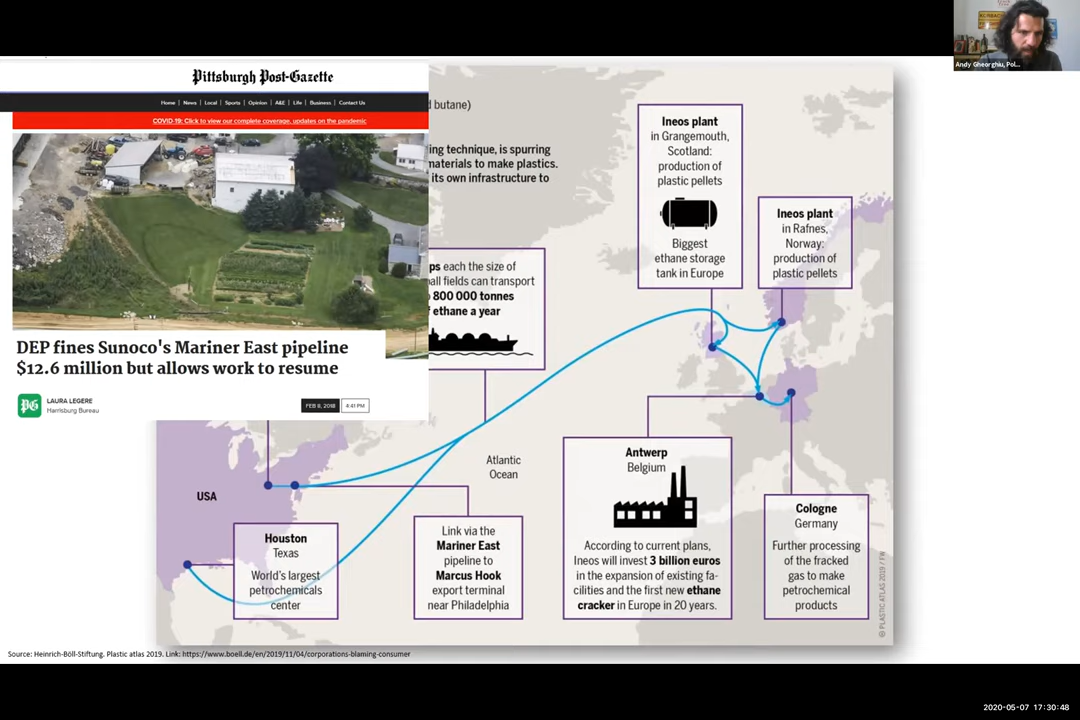 Andy Gheorghiu, Pol...
Pittsburgh Post-Gazette
Home | News | Local | Sports | Opinion | A&E | Life | Business | Contact Us
COVID-19: Click to view our complete coverage, updates on the pandemic
DEP fines Sunoco's Mariner East pipeline
$12.6 million but allows work to resume
PG
LAURA LEGERE
Harrisburg Bureau
FEB 8, 2018 4:41 PM
d butane)
ing technique, is spurring
materials to make plastics.
its own infrastructure to
ps each the size of
all fields can transport
800 000 tonnes
ethane a year
Ineos plant
in Grangemouth,
Scotland:
production of
plastic pellets
Biggest
ethane storage
tank in Europe
Ineos plant
in Rafnes,
Norway:
production of
plastic pellets
USA
Atlantic
Ocean
Houston
Texas
World's largest
petrochemicals
center
Link via the
Mariner East
pipeline to
Marcus Hook
export terminal
near Philadelphia
Antwerp
Belgium
According to current plans,
Ineos will invest 3 billion euros
in the expansion of existing fa-
cilities and the first new ethane
cracker in Europe in 20 years.
Cologne
Germany
Further processing
of the fracked
gas to make
petrochemical
products
© PLASTIC ATLAS 2019 / FW
Source: Heinrich-Böll-Stiftung. Plastic atlas 2019. Link: https://www.boell.de/en/2019/11/04/corporations-blaming-consumer
2020-05-07 17:30:48